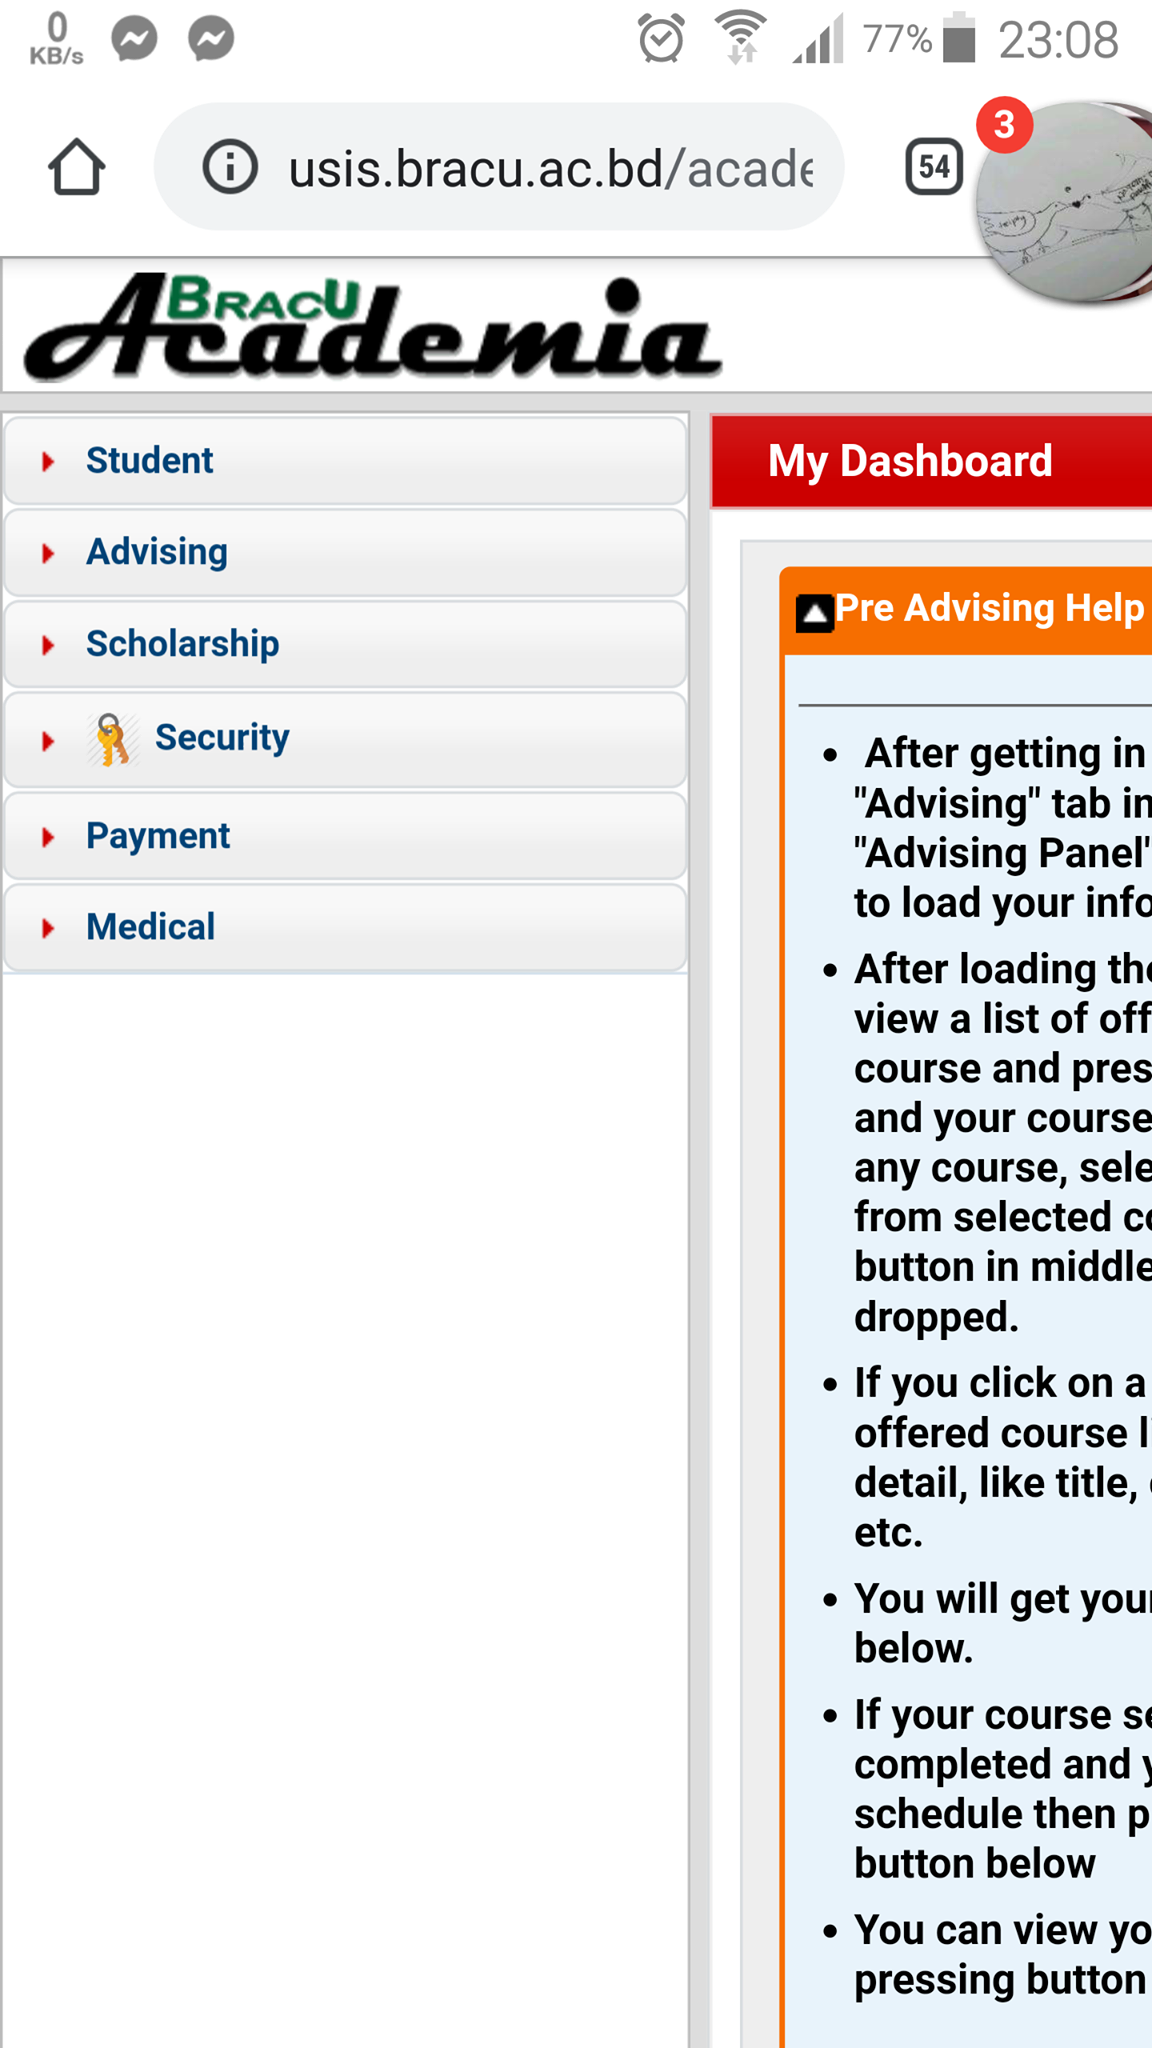 0
KB/s
77%
23:08
usis.bracu.ac.bd/acade
54
3
BRACU
Academia
Student
Advising
Scholarship
Security
Payment
Medical
My Dashboard
Pre Advising Help
After getting in
"Advising" tab in
"Advising Panel"
to load your info
After loading the
view a list of off
course and pres
and your course
any course, sele
from selected co
button in middle
dropped.
If you click on a
offered course li
detail, like title,
etc.
You will get your
below.
If your course se
completed and y
schedule then p
button below
You can view yo
pressing button